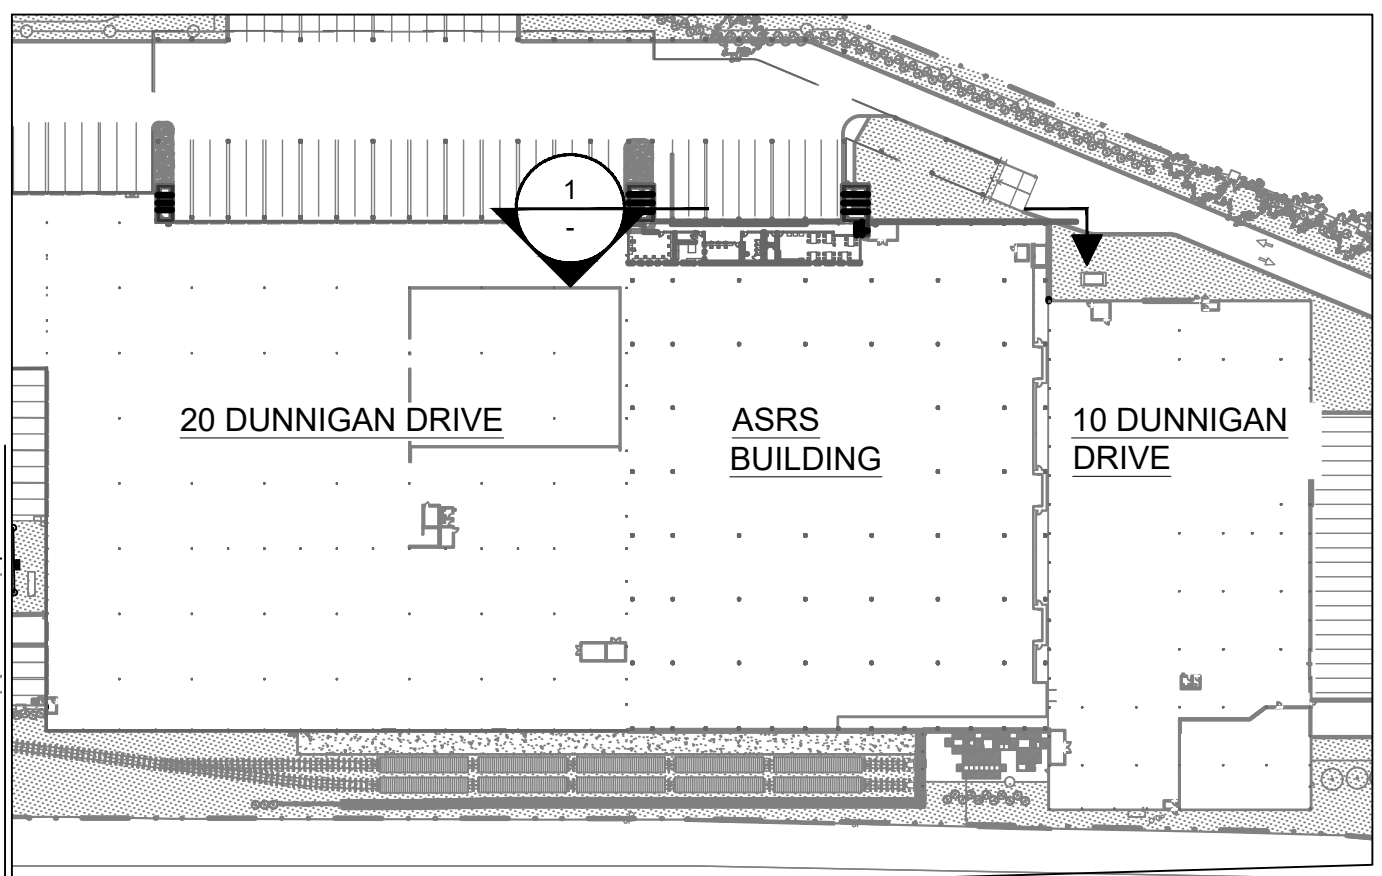 1
-
20 DUNNIGAN DRIVE
ASRS
BUILDING
10 DUNNIGAN
DRIVE